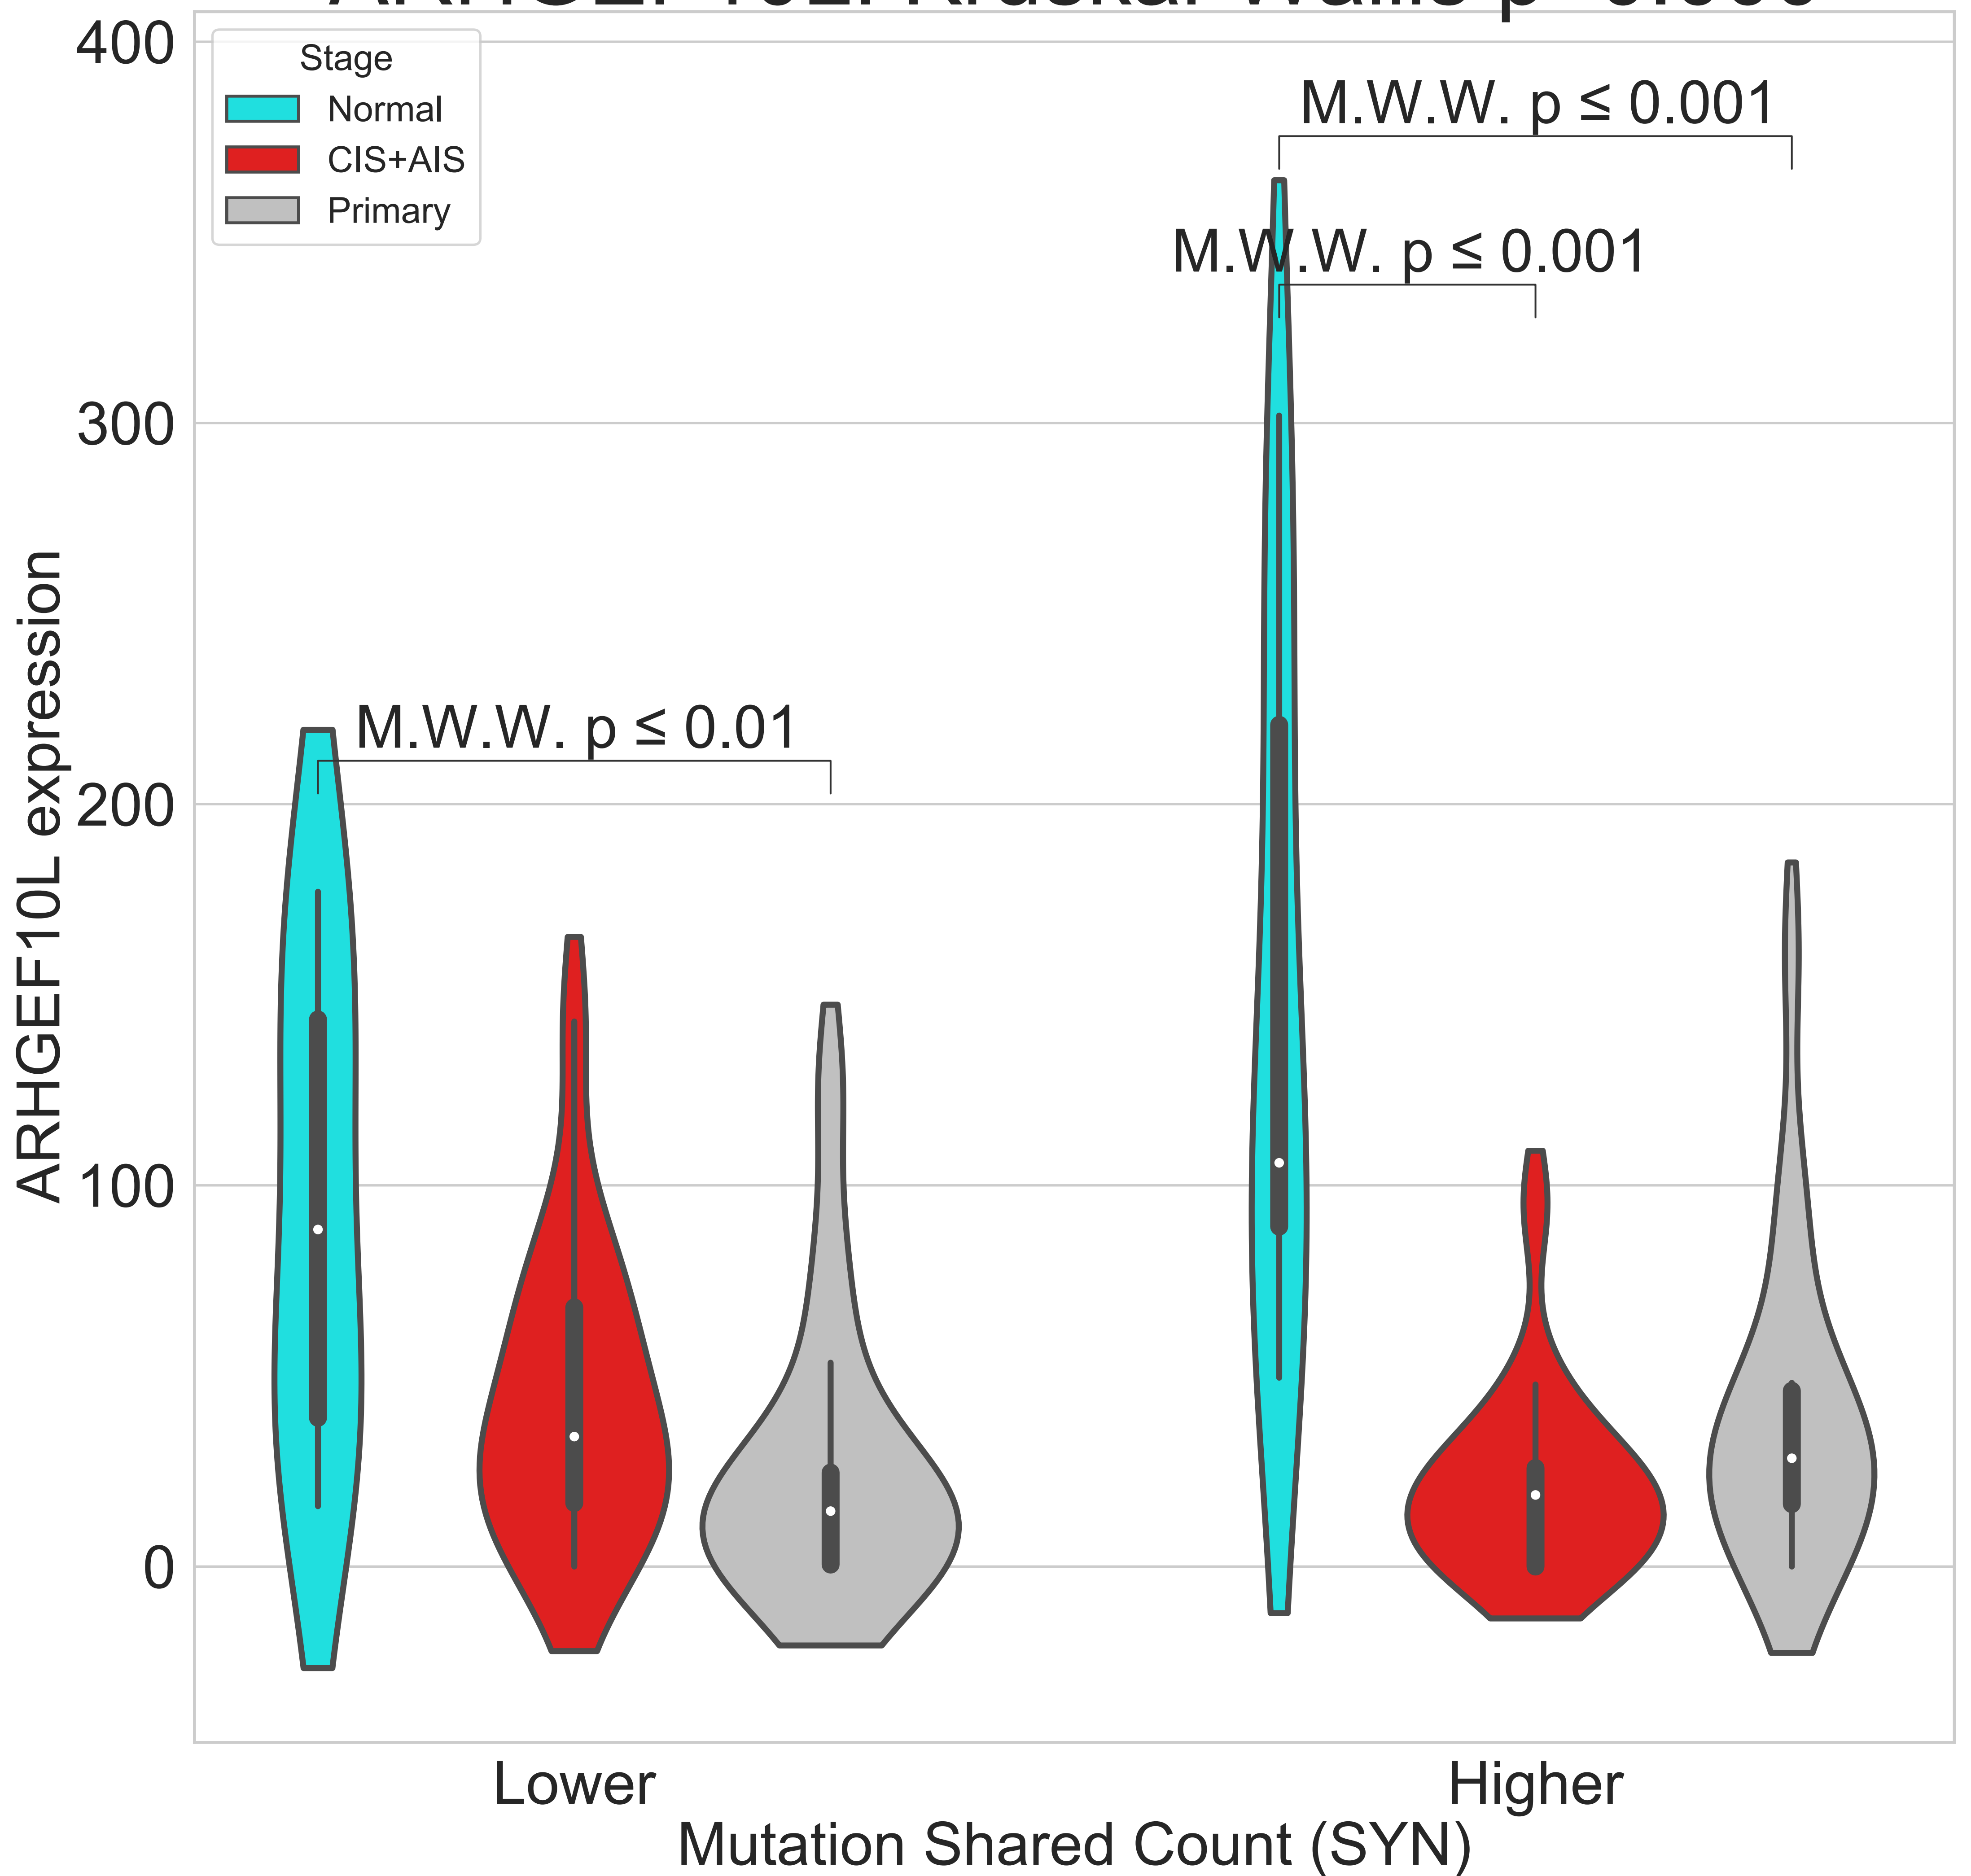 400
300
200
100
0
ARHGEF10L expression
Stage
Normal
CIS+AIS
Primary
M.W.W. p ≤ 0.001
M.W.W. p ≤ 0.001
M.W.W. p ≤ 0.01
Lower
Higher
Mutation Shared Count (SYN)